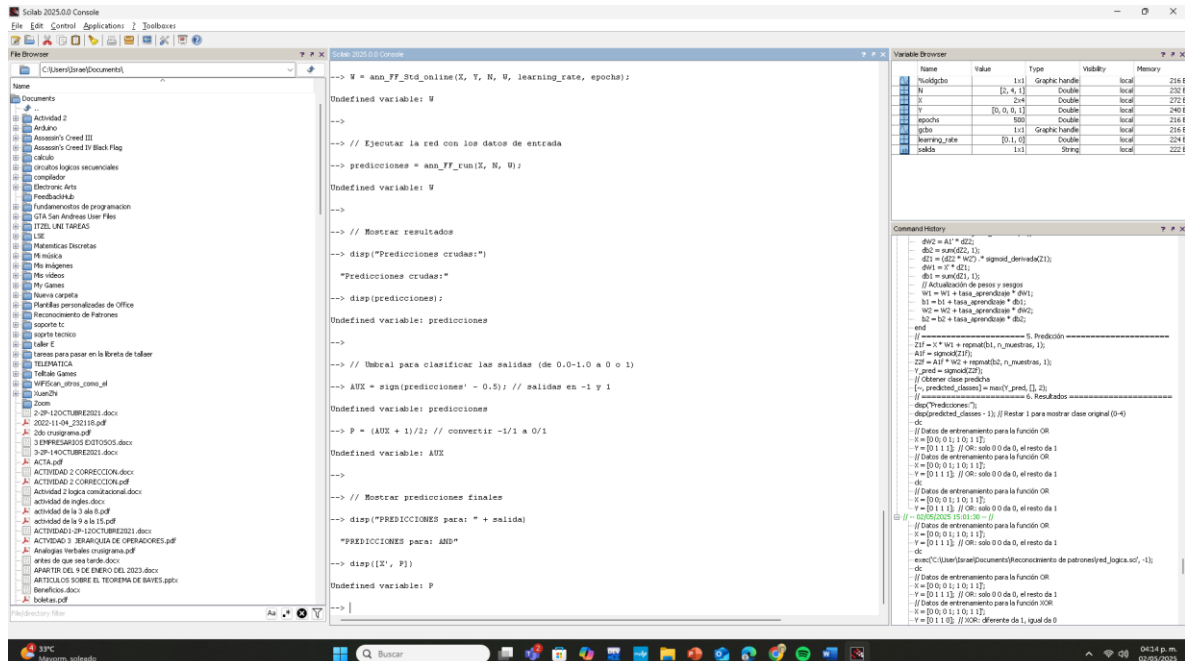 Scilab 2025.0.0 Console
File Edit Control Applications ? Toolboxes
File Browser
C:\Users\Israe\Documents\
Name
Documents
..
Actividad 2
Arduino
Assassin's Creed III
Assassin's Creed IV Black Flag
calculo
circuitos logicos secuenciales
compilador
Electronic Arts
FeedbackHub
fundamenostos de programacion
GTA San Andreas User Files
ITZEL UNI TAREAS
LSE
Matemticas Discretas
Mi música
Mis imágenes
Mis vídeos
My Games
Nueva carpeta
Plantillas personalizadas de Office
Reconocimiento de Patrones
soporte tc
soprte tecnico
taller E
tareas para pasar en la libreta de tallaer
TELEMATICA
Telltale Games
WiFiScan_otros_como_el
XuanZhi
Zoom
2-2P-12OCTUBRE2021.docx
2022-11-04_232118.pdf
2do crusigrama.pdf
3 EMPRESARIOS EXITOSOS.docx
3-2P-14OCTUBRE2021.docx
ACTA.pdf
ACTIVIDAD 2 CORRECCION.docx
ACTIVIDAD 2 CORRECCION.pdf
Actividad 2 logica comútacional.docx
actividad de ingles.docx
actividad de la 3 ala 8.pdf
actividad de la 9 a la 15.pdf
ACTIVIDAD1-2P-12OCTUBRE2021.docx
ACTVIDAD 3 JERARQUIA DE OPERADORES.pdf
Analogias Verbales crusigrama.pdf
antes de que sea tarde.docx
APARTIR DEL 9 DE ENERO DEL 2023.docx
ARTICULOS SOBRE EL TEOREMA DE BAYES.pptx
Beneficios.docx
boletas.pdf
File/directory filter
Scilab 2025.0.0 Console
--> W = ann_FF_Std_online(X, Y, N, W, learning_rate, epochs);
Undefined variable: W
-->
--> // Ejecutar la red con los datos de entrada
--> predicciones = ann_FF_run(X, N, W);
Undefined variable: W
-->
--> // Mostrar resultados
--> disp("Predicciones crudas:")
"Predicciones crudas:"
--> disp(predicciones);
Undefined variable: predicciones
-->
--> // Umbral para clasificar las salidas (de 0.0-1.0 a 0 o 1)
--> AUX = sign(predicciones' - 0.5); // salidas en -1 y 1
Undefined variable: predicciones
--> P = (AUX + 1)/2; // convertir -1/1 a 0/1
Undefined variable: AUX
-->
--> // Mostrar predicciones finales
--> disp("PREDICCIONES para: " + salida)
"PREDICCIONES para: AND"
--> disp([X', P])
Undefined variable: P
-->
Variable Browser
Name Value Type Visibility Memory
%oldgcbo 1x1 Graphic handle local 216 B
N [2, 4, 1] Double local 232 B
X 2x4 Double local 272 B
Y [0, 0, 0, 1] Double local 240 B
epochs 500 Double local 216 B
gcbo 1x1 Graphic handle local 216 B
learning_rate [0.1, 0] Double local 224 B
salida 1x1 String local 222 B
Command History
dW2 = A1' * dZ2;
db2 = sum(dZ2, 1);
dZ1 = (dZ2 * W2') .* sigmoid_derivada(Z1);
dW1 = X' * dZ1;
db1 = sum(dZ1, 1);
// Actualización de pesos y sesgos
W1 = W1 + tasa_aprendizaje * dW1;
b1 = b1 + tasa_aprendizaje * db1;
W2 = W2 + tasa_aprendizaje * dW2;
b2 = b2 + tasa_aprendizaje * db2;
end
// ====================== 5. Predicción ======================
Z1f = X * W1 + repmat(b1, n_muestras, 1);
A1f = sigmoid(Z1f);
Z2f = A1f * W2 + repmat(b2, n_muestras, 1);
Y_pred = sigmoid(Z2f);
// Obtener clase predicha
[~, predicted_classes] = max(Y_pred, [], 2);
// ====================== 6. Resultados ======================
disp("Predicciones:");
disp(predicted_classes - 1); // Restar 1 para mostrar clase original (0-4)
clc
// Datos de entrenamiento para la función OR
X = [0 0; 0 1; 1 0; 1 1]';
Y = [0 1 1 1]; // OR: solo 0 0 da 0, el resto da 1
// Datos de entrenamiento para la función OR
X = [0 0; 0 1; 1 0; 1 1]';
Y = [0 1 1 1]; // OR: solo 0 0 da 0, el resto da 1
clc
// Datos de entrenamiento para la función OR
X = [0 0; 0 1; 1 0; 1 1]';
Y = [0 1 1 1]; // OR: solo 0 0 da 0, el resto da 1
// -- 02/05/2025 15:01:30 -- //
// Datos de entrenamiento para la función OR
X = [0 0; 0 1; 1 0; 1 1]';
Y = [0 1 1 1]; // OR: solo 0 0 da 0, el resto da 1
clc
exec('C:\Users\Israe\Documents\Reconocimiento de patrones\red_logica.sci', -1);
clc
// Datos de entrenamiento para la función OR
X = [0 0; 0 1; 1 0; 1 1]';
Y = [0 1 1 1]; // OR: solo 0 0 da 0, el resto da 1
// Datos de entrenamiento para la función XOR
X = [0 0; 0 1; 1 0; 1 1]';
Y = [0 1 1 0]; // XOR: diferente da 1, igual da 0
33°C
Mayorm. soleado
Buscar
04:14 p. m.
02/05/2025